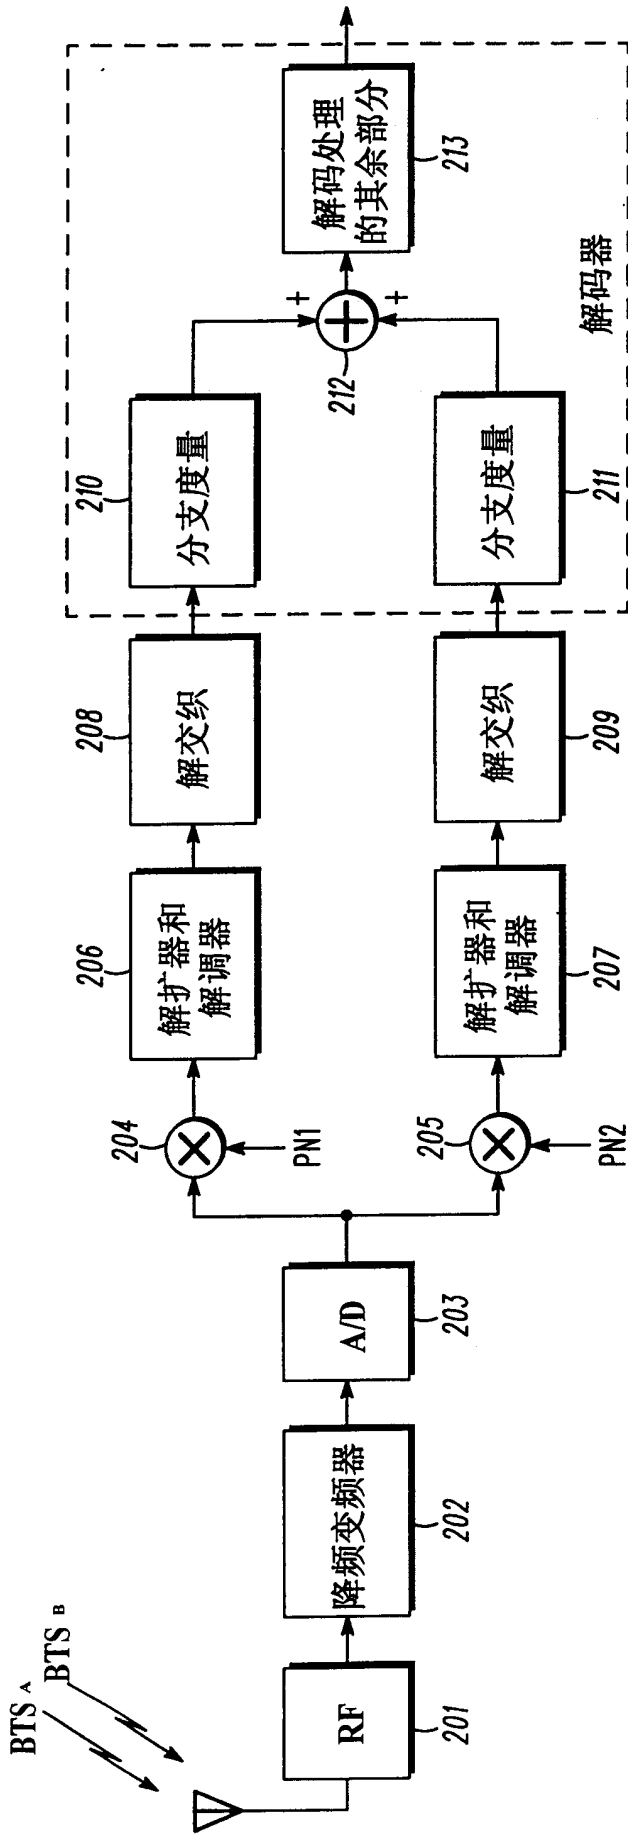 BTS A
BTS B
RF
201
降频变频器
202
A/D
203
204
PN1
205
PN2
解扩器和
解调器
206
解扩器和
解调器
207
解交织
208
解交织
209
分支度量
210
分支度量
211
+
+
212
解码处理
的其余部分
213
解码器